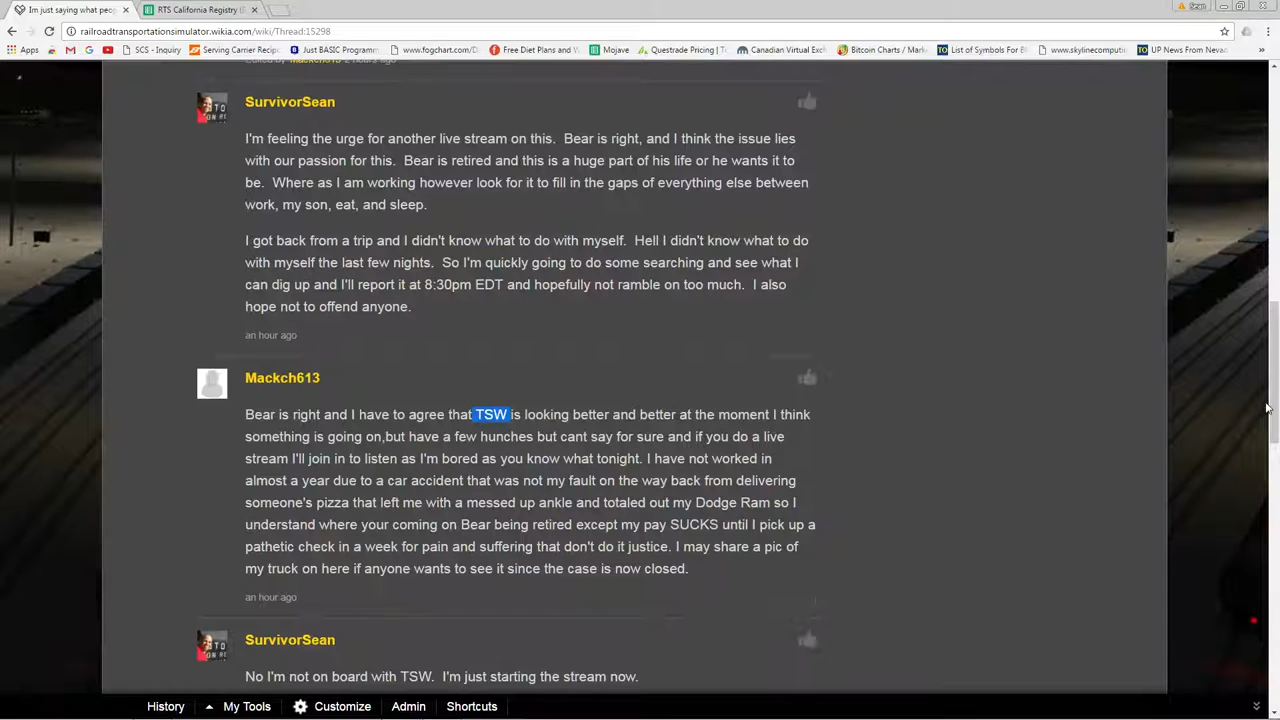 Im just saying what peop
RTS California Registry (R
Sean
railroadtransportationsimulator.wikia.com/wiki/Thread:15298
Apps
SCS - Inquiry
Serving Carrier Recipe
Just BASIC Programm
www.fogchart.com/D
Free Diet Plans and W
Mojave
Questrade Pricing | T
Canadian Virtual Exch
Bitcoin Charts / Mark
List of Symbols For B
www.skylinecomputin
UP News From Nevad
Edited by Mackch613 2 hours ago
SurvivorSean
I'm feeling the urge for another live stream on this. Bear is right, and I think the issue lies
with our passion for this. Bear is retired and this is a huge part of his life or he wants it to
be. Where as I am working however look for it to fill in the gaps of everything else between
work, my son, eat, and sleep.
I got back from a trip and I didn't know what to do with myself. Hell I didn't know what to do
with myself the last few nights. So I'm quickly going to do some searching and see what I
can dig up and I'll report it at 8:30pm EDT and hopefully not ramble on too much. I also
hope not to offend anyone.
an hour ago
Mackch613
Bear is right and I have to agree that TSW is looking better and better at the moment I think
something is going on,but have a few hunches but cant say for sure and if you do a live
stream I'll join in to listen as I'm bored as you know what tonight. I have not worked in
almost a year due to a car accident that was not my fault on the way back from delivering
someone's pizza that left me with a messed up ankle and totaled out my Dodge Ram so I
understand where your coming on Bear being retired except my pay SUCKS until I pick up a
pathetic check in a week for pain and suffering that don't do it justice. I may share a pic of
my truck on here if anyone wants to see it since the case is now closed.
an hour ago
SurvivorSean
No I'm not on board with TSW. I'm just starting the stream now.
History
My Tools
Customize
Admin
Shortcuts